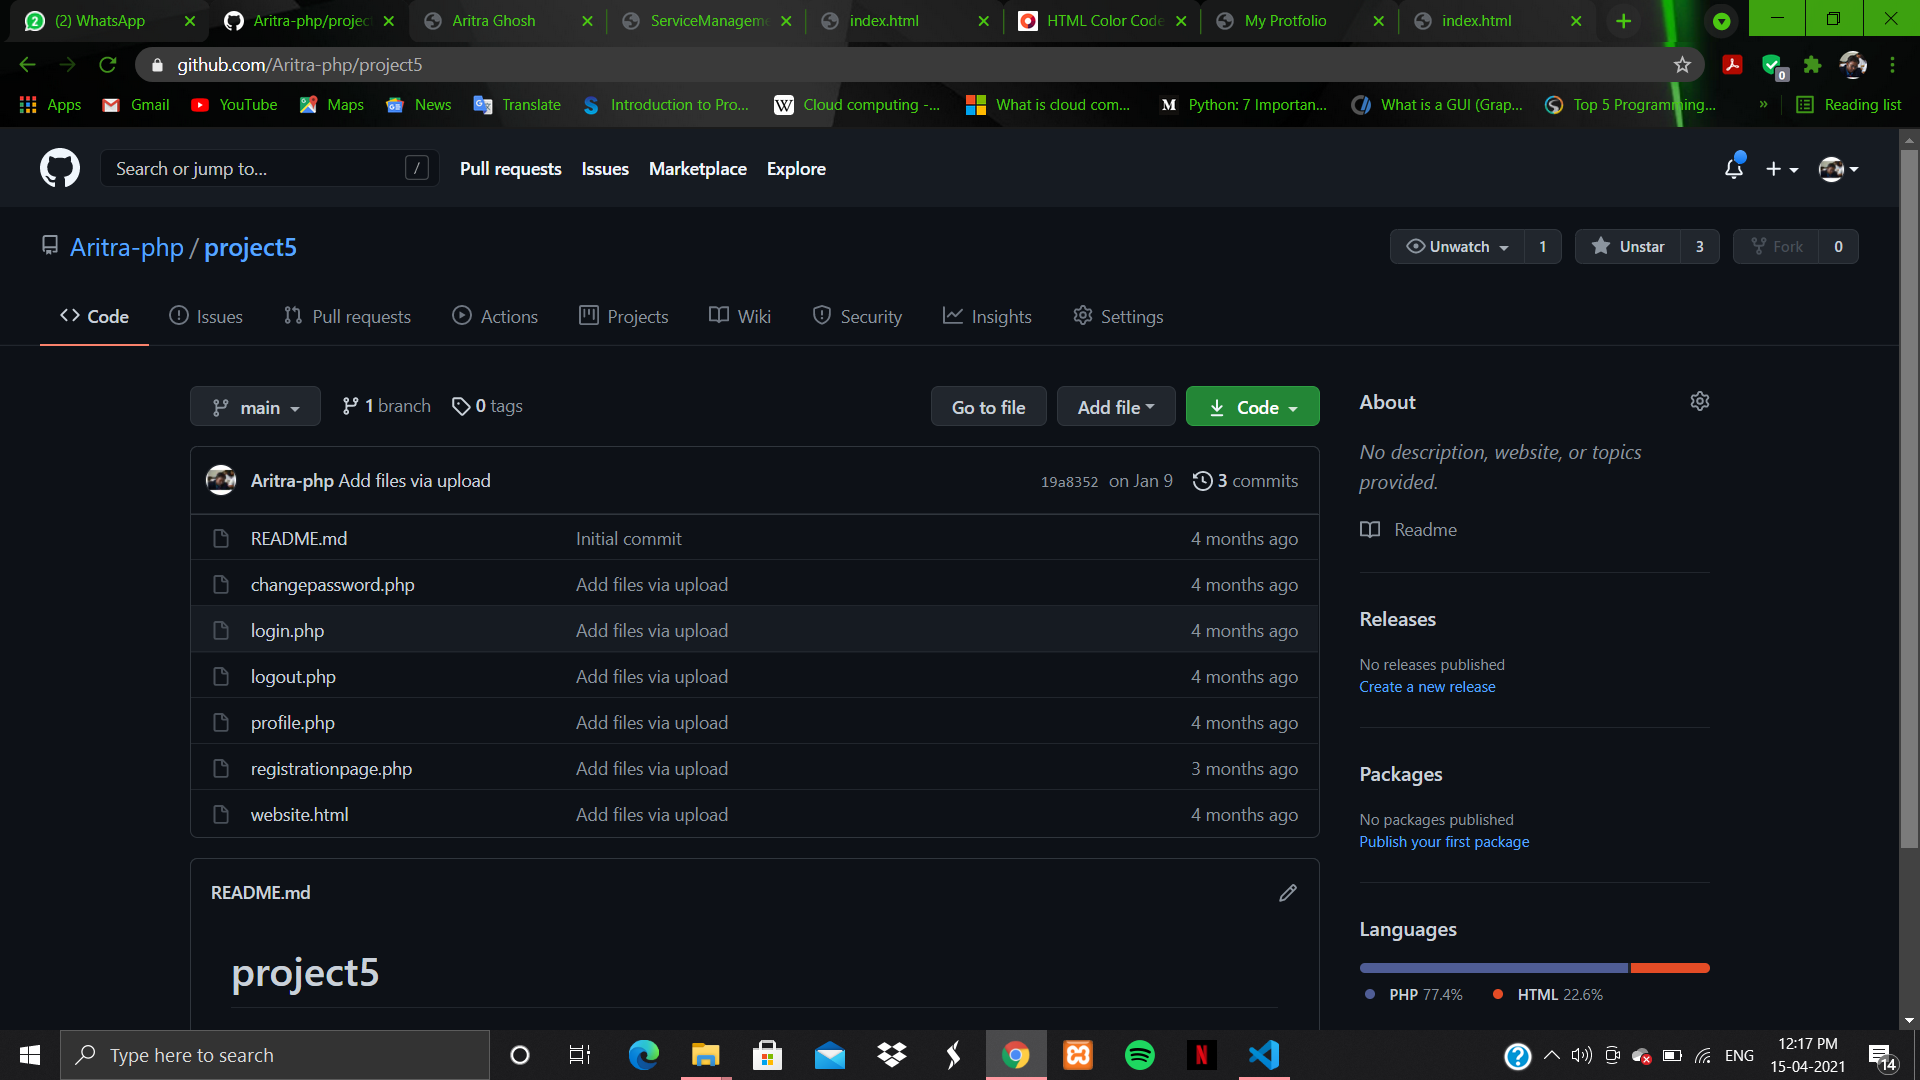 (2) WhatsApp
Aritra-php/project
Aritra Ghosh
ServiceManageme
index.html
HTML Color Code
My Protfolio
index.html
github.com/Aritra-php/project5
0
Apps
Gmail
YouTube
Maps
News
Translate
Introduction to Pro...
Cloud computing -...
What is cloud com...
Python: 7 Importan...
What is a GUI (Grap...
Top 5 Programming...
»
Reading list
Search or jump to...
/
Pull requests
Issues
Marketplace
Explore
Aritra-php / project5
Unwatch
1
Unstar
3
Fork
0
Code
Issues
Pull requests
Actions
Projects
Wiki
Security
Insights
Settings
main
1 branch
0 tags
Go to file
Add file
Code
Aritra-php Add files via upload
19a8352 on Jan 9
3 commits
README.md Initial commit 4 months ago
changepassword.php Add files via upload 4 months ago
login.php Add files via upload 4 months ago
logout.php Add files via upload 4 months ago
profile.php Add files via upload 4 months ago
registrationpage.php Add files via upload 3 months ago
website.html Add files via upload 4 months ago
README.md
project5
About
No description, website, or topics
provided.
Readme
Releases
No releases published
Create a new release
Packages
No packages published
Publish your first package
Languages
PHP 77.4%
HTML 22.6%
Type here to search
ENG
12:17 PM
15-04-2021
14